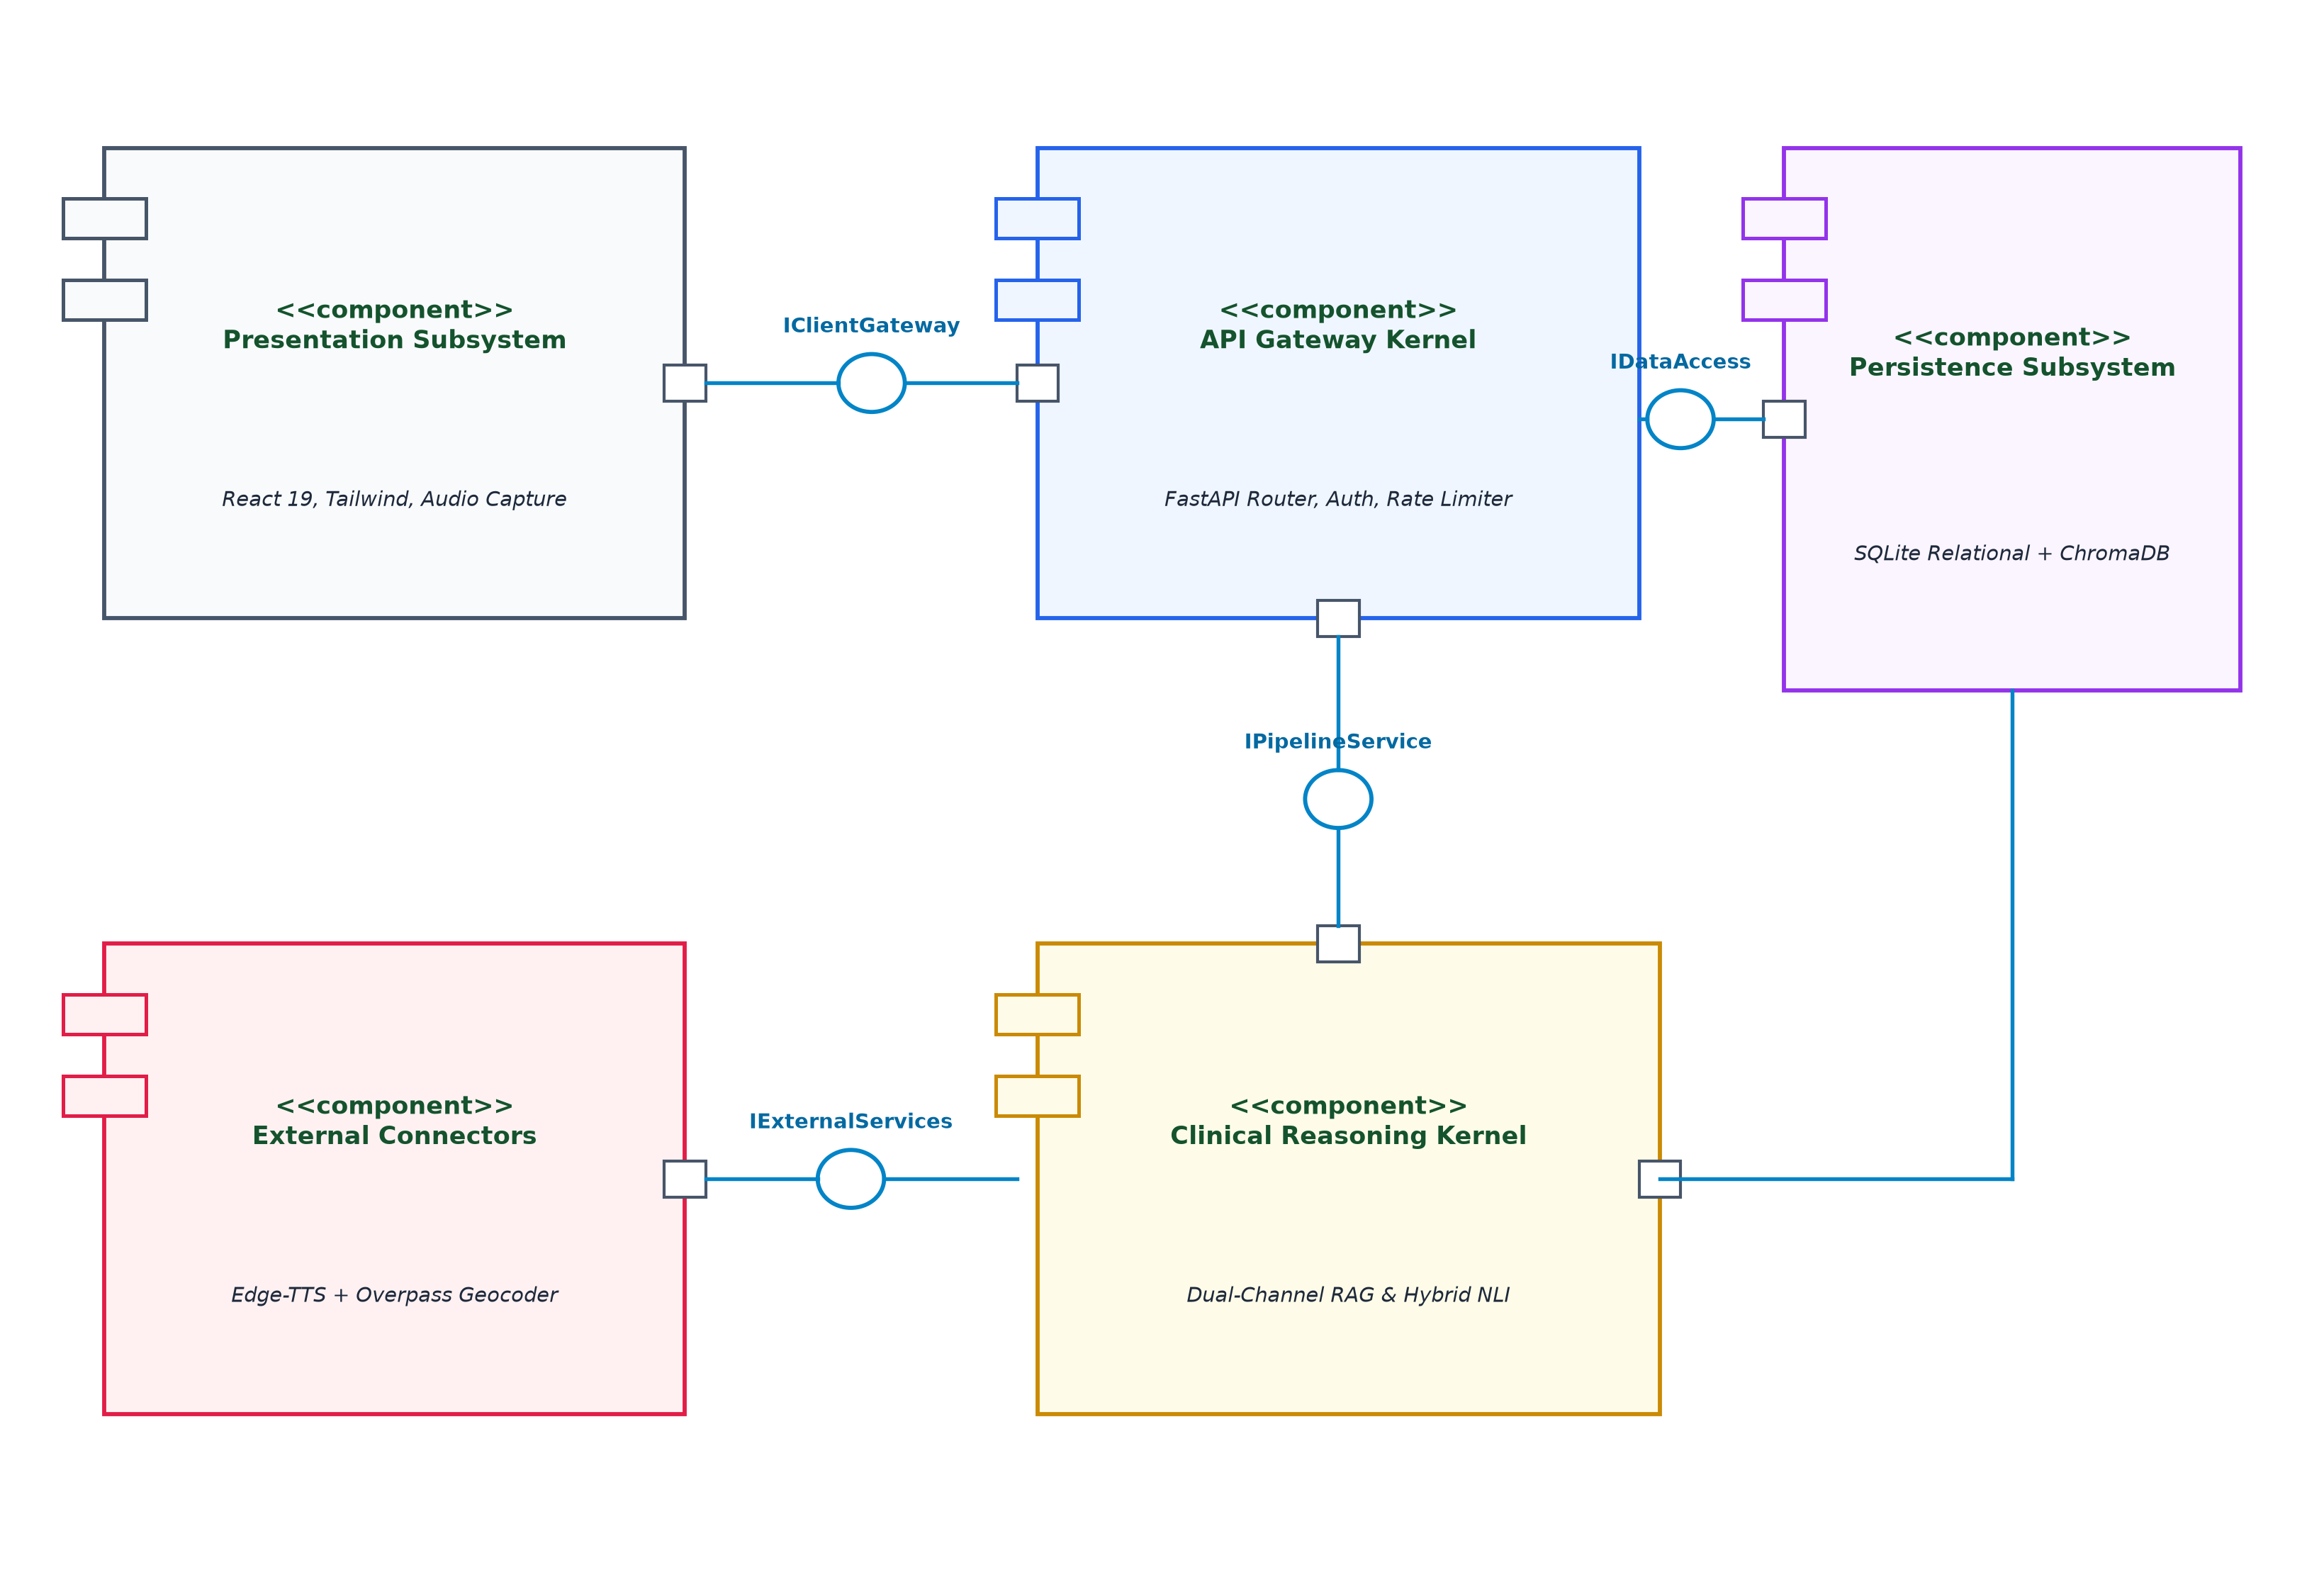 <<component>>
Presentation Subsystem
React 19, Tailwind, Audio Capture
IClientGateway
<<component>>
API Gateway Kernel
FastAPI Router, Auth, Rate Limiter
IDataAccess
<<component>>
Persistence Subsystem
SQLite Relational + ChromaDB
IPipelineService
<<component>>
External Connectors
Edge-TTS + Overpass Geocoder
IExternalServices
<<component>>
Clinical Reasoning Kernel
Dual-Channel RAG & Hybrid NLI